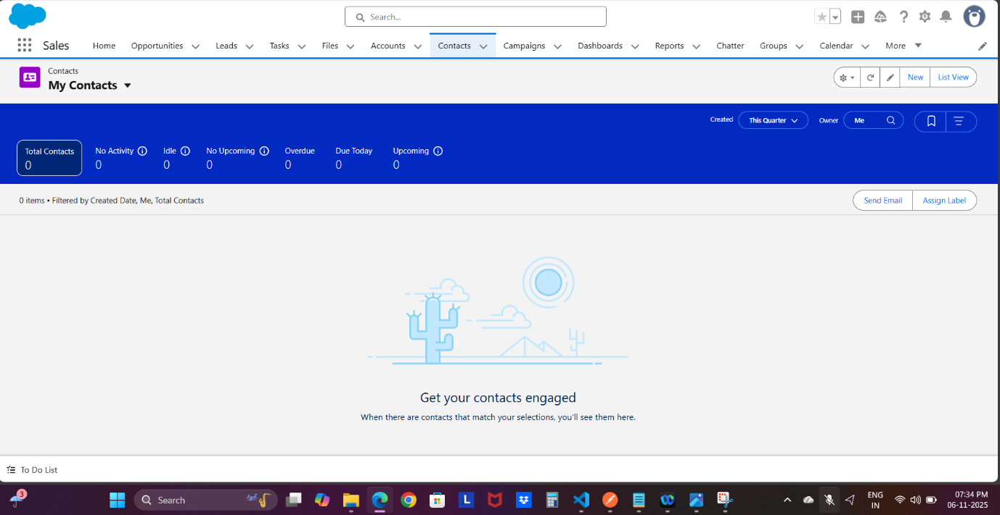 Search...
Sales
Home
Opportunities
Leads
Tasks
Files
Accounts
Contacts
Campaigns
Dashboards
Reports
Chatter
Groups
Calendar
More
Contacts
My Contacts
New
List View
Created
This Quarter
Owner
Me
Total Contacts
0
No Activity
0
Idle
0
No Upcoming
0
Overdue
0
Due Today
0
Upcoming
0
0 items • Filtered by Created Date, Me, Total Contacts
Send Email
Assign Label
Get your contacts engaged
When there are contacts that match your selections, you'll see them here.
To Do List
3
Search
L
ENG
IN
07:34 PM
06-11-2025